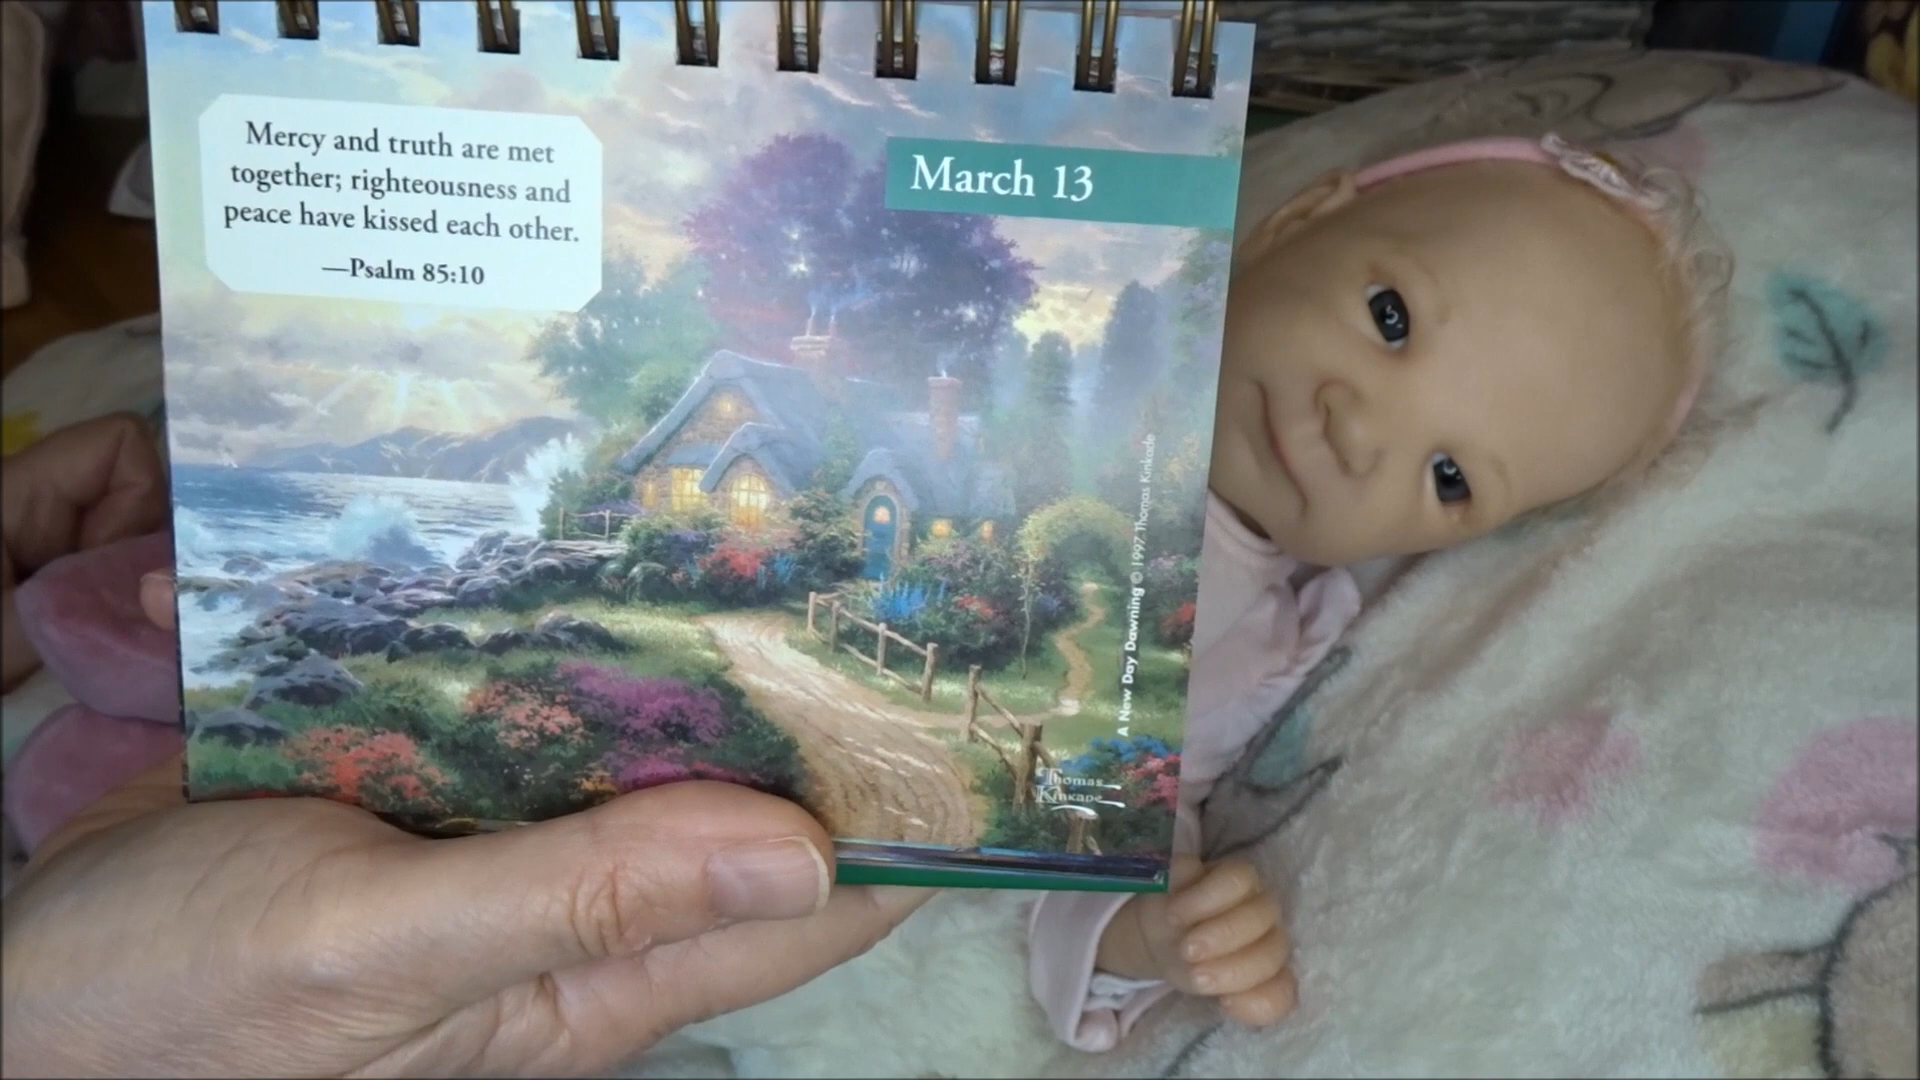 Mercy and truth are met
together; righteousness and
peace have kissed each other.
—Psalm 85:10
March 13
A New Day Dawning © 1997 Thomas Kinkade
Thomas
Kinkade